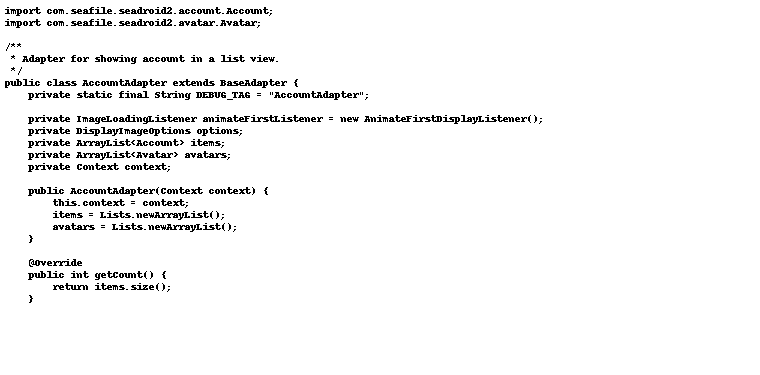 import com.seafile.seadroid2.account.Account;
import com.seafile.seadroid2.avatar.Avatar;

/**
 * Adapter for showing account in a list view.
 */
public class AccountAdapter extends BaseAdapter {
    private static final String DEBUG_TAG = "AccountAdapter";

    private ImageLoadingListener animateFirstListener = new AnimateFirstDisplayListener();
    private DisplayImageOptions options;
    private ArrayList<Account> items;
    private ArrayList<Avatar> avatars;
    private Context context;

    public AccountAdapter(Context context) {
        this.context = context;
        items = Lists.newArrayList();
        avatars = Lists.newArrayList();
    }

    @Override
    public int getCount() {
        return items.size();
    }